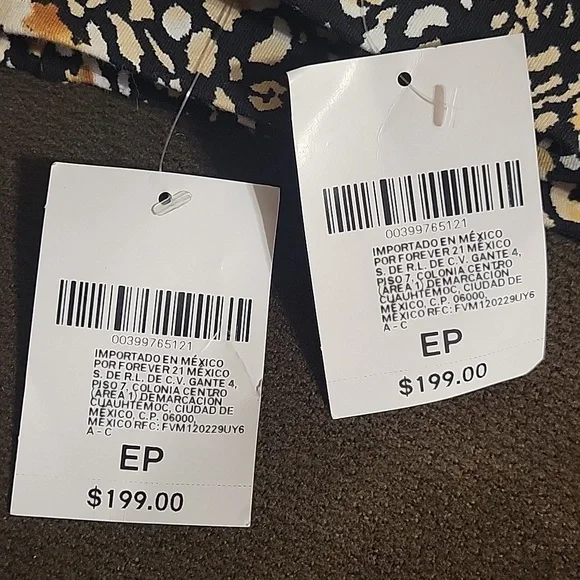 00399765121
IMPORTADO EN MÉXICO
POR FOREVER 21 MÉXICO
S. DE R.L. DE C.V. GANTE 4,
PISO 7, COLONIA CENTRO
(ÁREA 1) DEMARCACIÓN
CUAUHTÉMOC, CIUDAD DE
MÉXICO, C.P. 06000,
MÉXICO RFC: FVM120229UY6
A - C
EP
$199.00
00399765121
IMPORTADO EN MÉXICO
POR FOREVER 21 MÉXICO
S. DE R.L. DE C.V. GANTE 4,
PISO 7, COLONIA CENTRO
(ÁREA 1) DEMARCACIÓN
CUAUHTÉMOC, CIUDAD DE
MÉXICO, C.P. 06000,
MÉXICO RFC: FVM120229UY6
A - C
EP
$199.00